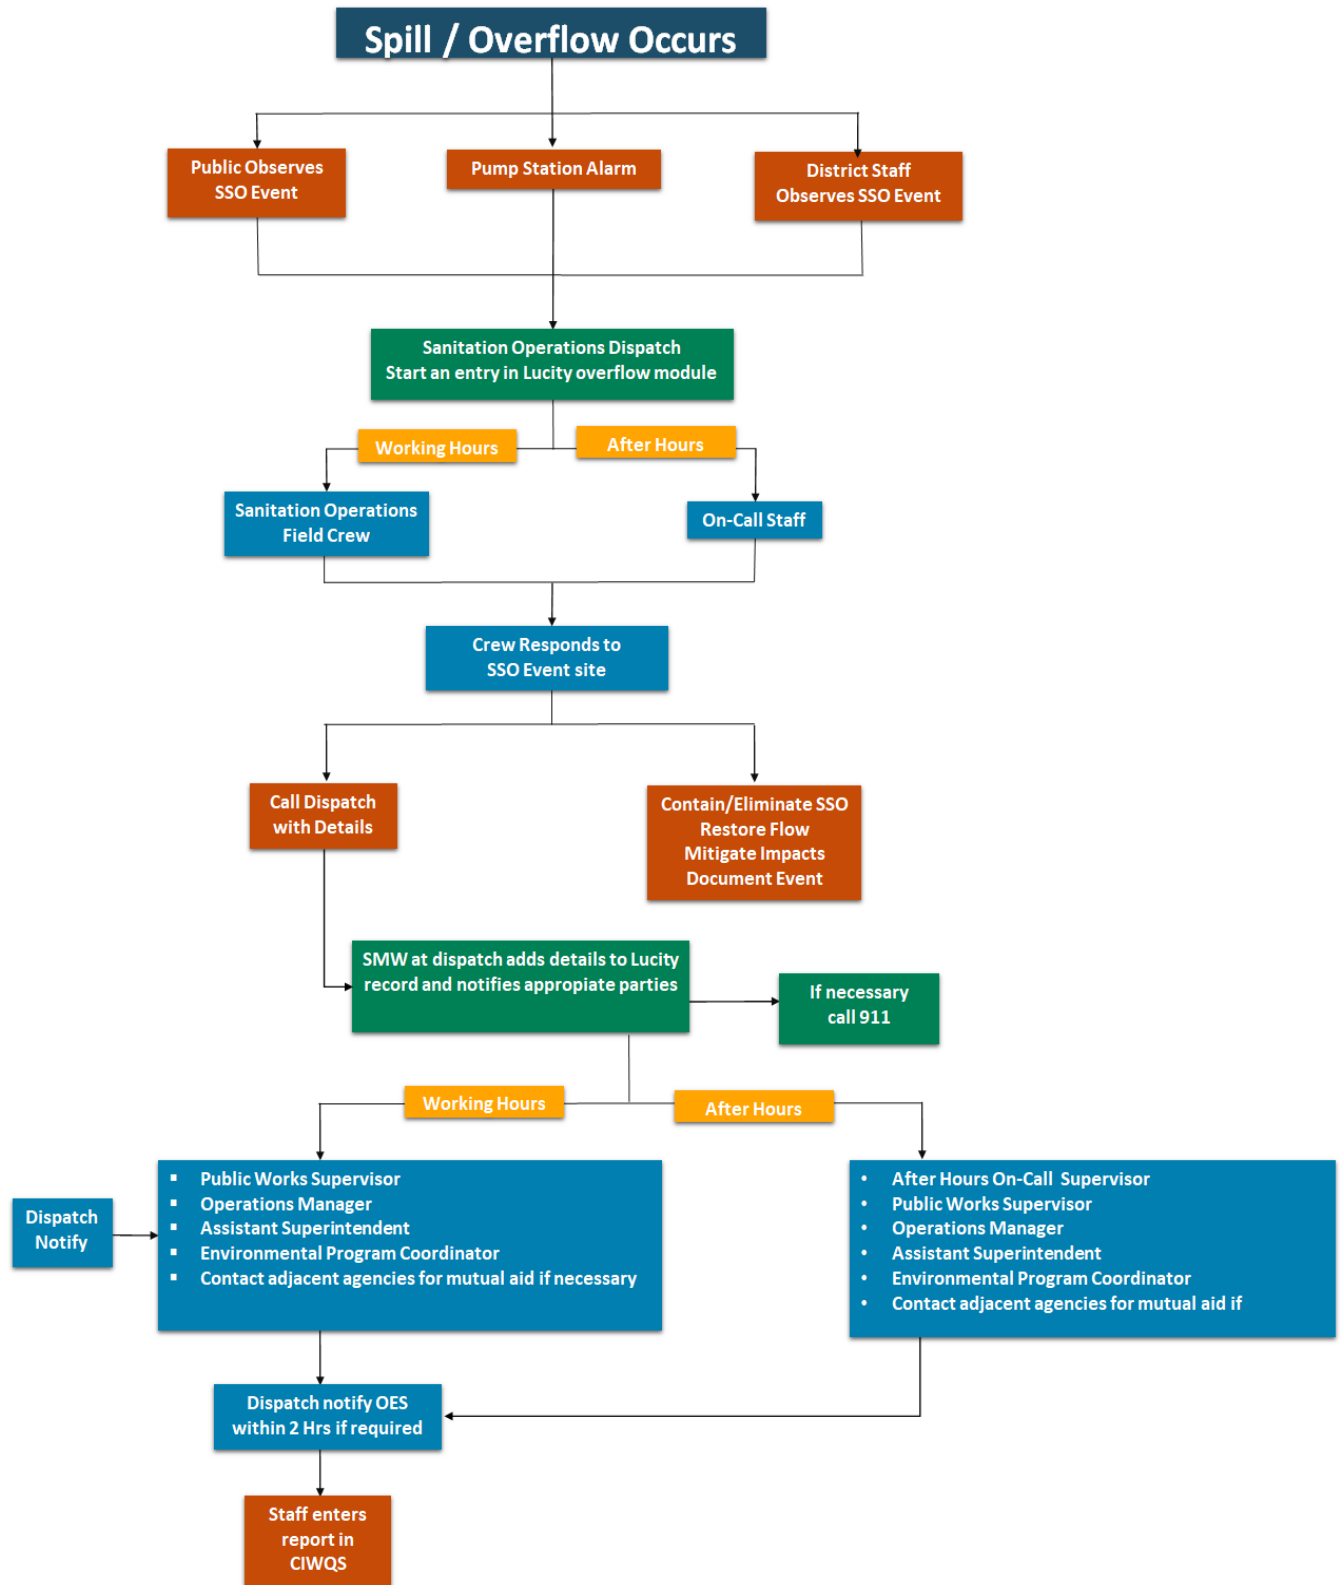 Spill / Overflow Occurs
Public Observes
SSO Event
Pump Station Alarm
District Staff
Observes SSO Event
Sanitation Operations Dispatch
Start an entry in Lucity overflow module
Working Hours
After Hours
Sanitation Operations
Field Crew
On-Call Staff
Crew Responds to
SSO Event site
Call Dispatch
with Details
Contain/Eliminate SSO
Restore Flow
Mitigate Impacts
Document Event
SMW at dispatch adds details to Lucity
record and notifies appropiate parties
If necessary
call 911
Working Hours
After Hours
Dispatch
Notify
▪ Public Works Supervisor
▪ Operations Manager
▪ Assistant Superintendent
▪ Environmental Program Coordinator
▪ Contact adjacent agencies for mutual aid if necessary
• After Hours On-Call Supervisor
• Public Works Supervisor
• Operations Manager
• Assistant Superintendent
• Environmental Program Coordinator
• Contact adjacent agencies for mutual aid if
Dispatch notify OES
within 2 Hrs if required
Staff enters
report in
CIWQS